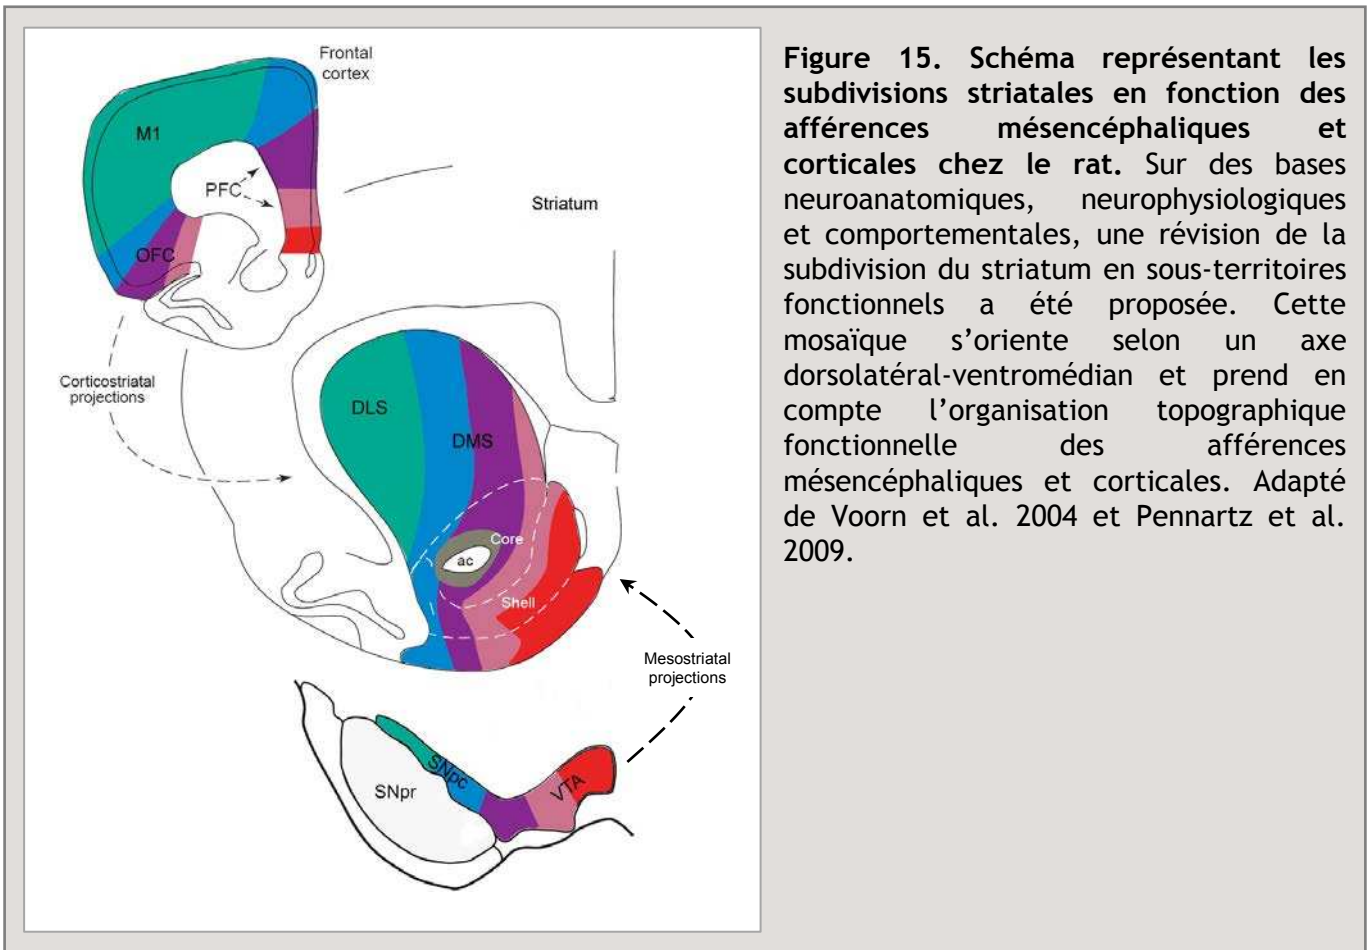 Frontal
cortex
M1
PFC
OFC
Striatum
Corticostriatal
projections
DLS
DMS
Core
ac
Shell
Mesostriatal
projections
SNpc
SNpr
VTA
Figure 15. Schéma représentant les
subdivisions striatales en fonction des
afférences mésencéphaliques et
corticales chez le rat. Sur des bases
neuroanatomiques, neurophysiologiques
et comportementales, une révision de la
subdivision du striatum en sous-territoires
fonctionnels a été proposée. Cette
mosaïque s’oriente selon un axe
dorsolatéral-ventromédian et prend en
compte l’organisation topographique
fonctionnelle des afférences
mésencéphaliques et corticales. Adapté
de Voorn et al. 2004 et Pennartz et al.
2009.